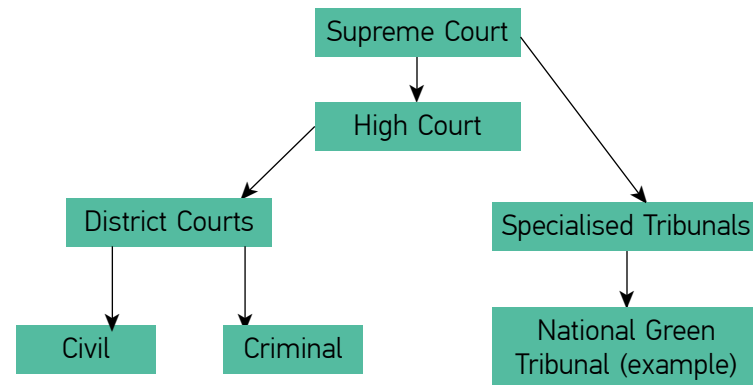 Supreme Court
High Court
District Courts
Specialised Tribunals
Civil
Criminal
National Green
Tribunal (example)